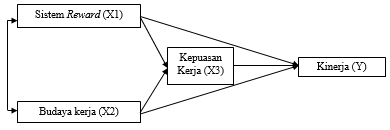 Sistem Reward (X1)
Kepuasan
Kerja (X3)
Kinerja (Y)
Budaya kerja (X2)